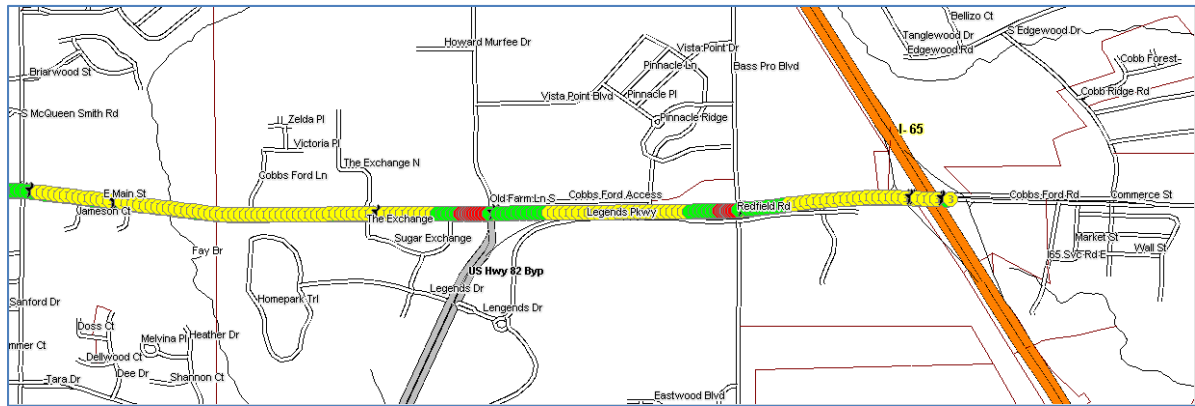 Bellizo Ct
Tanglewood Dr
S Edgewood Dr
Edgewood Rd
Howard Murfee Dr
Vista Point Dr
Pinnacle Ln
Bass Pro Blvd
Cobb Forest
Briarwood St
Cobb Ridge Rd
Vista Point Blvd
Pinnacle Pl
S McQueen Smith Rd
Zelda Pl
Pinnacle Ridge
I- 65
Victoria Pl
The Exchange N
Cobbs Ford Ln
E Main St
Old Farm Ln S
Cobbs Ford Access
Cobbs Ford Rd
Commerce St
Jameson Ct
The Exchange
Legends Pkwy
Redfield Rd
Sugar Exchange
Market St
Fay Br
Wall St
I65 Svc Rd E
US Hwy 82 Byp
Legends Dr
Sanford Dr
Homepark Trl
Lengends Dr
Doss Ct
Melvina Pl
Heather Dr
mmer Ct
Dellwood Ct
Dee Dr
Shannon Ct
Tara Dr
Eastwood Blvd